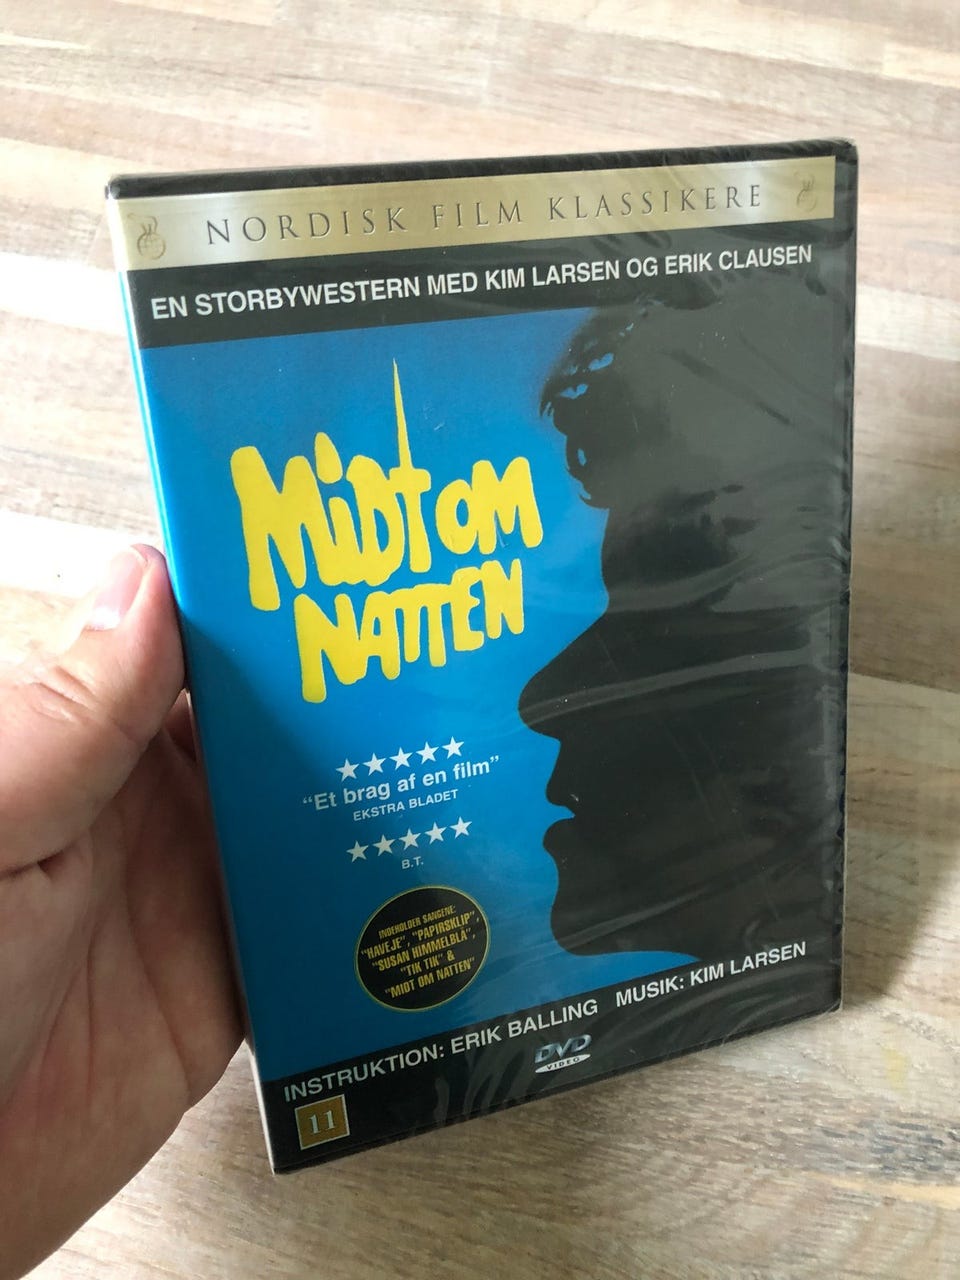 NORDISK FILM KLASSIKERE
EN STORBYWESTERN MED KIM LARSEN OG ERIK CLAUSEN
MiDT OM
NATTEN
“Et brag af en film”
EKSTRA BLADET
B.T.
INDEHOLDER SANGENE:
"HAVEJE", "PAPIRSKLIP",
"SUSAN HIMMELBLÅ",
"TIK TIK" &
"MIDT OM NATTEN"
INSTRUKTION: ERIK BALLING MUSIK: KIM LARSEN
DVD
VIDEO
11